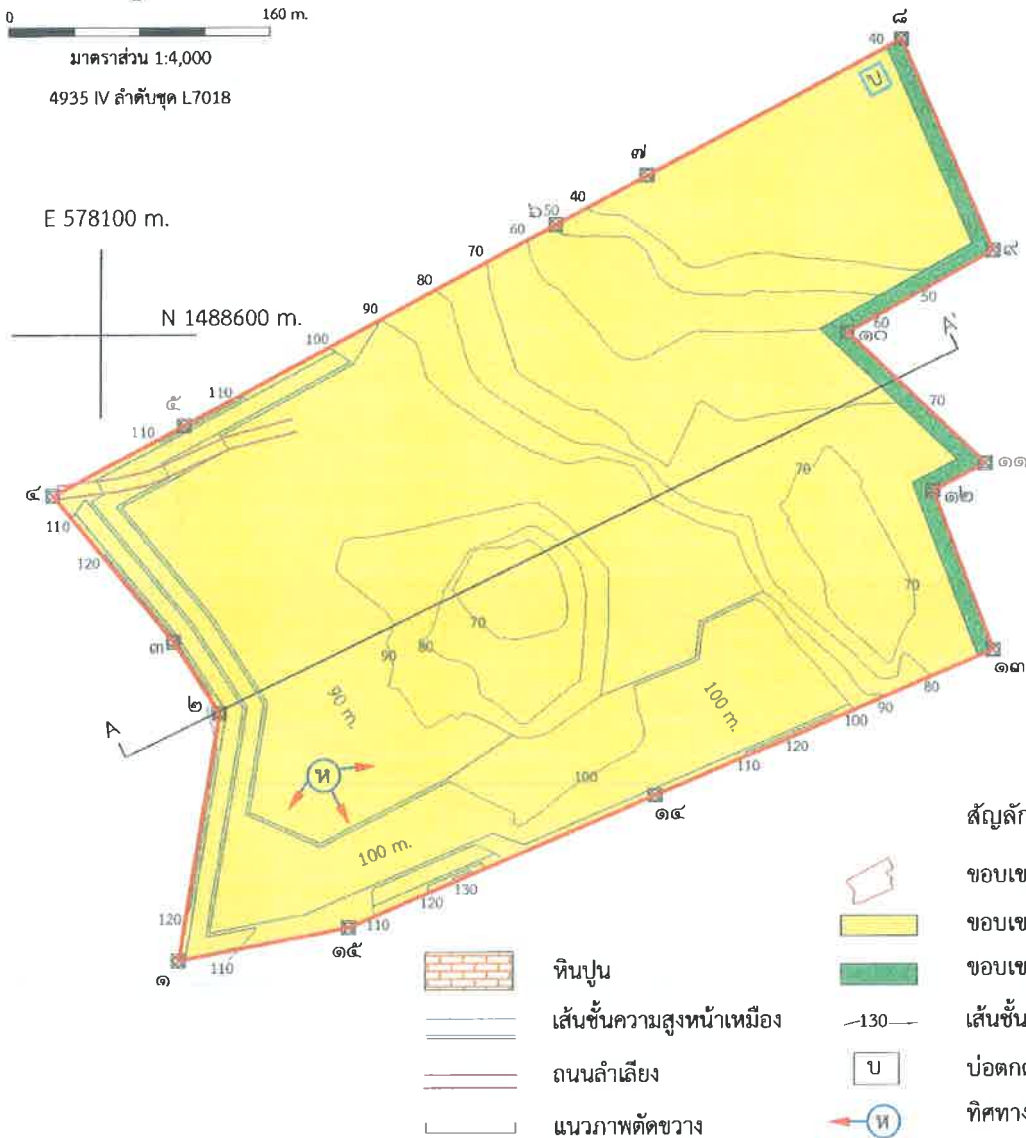 0 160 m.
มาตราส่วน 1:4,000
4935 IV ลำดับชุด L7018
๘
40
บ
๗
E 578100 m.
๖
50
40
60
70
80
๙
90
N 1488600 m.
50
60
๑๐
100
110
๕
110
70
๔
๑๑
70
๑๒
110
120
70
70
๓
90
80
๑๓
๒
90 m.
100 m.
80
90
A
100
120
100
110
ห
๑๔
100 m.
130
120
120
110
๑๕
๑
110
สัญลัก
ขอบเข
หินปูน
ขอบเข
เส้นชั้นความสูงหน้าเหมือง
ขอบเข
130
เส้นชั้น
ถนนลำเลียง
บ
บ่อตก
แนวภาพตัดขวาง
ห
ทิศทาง